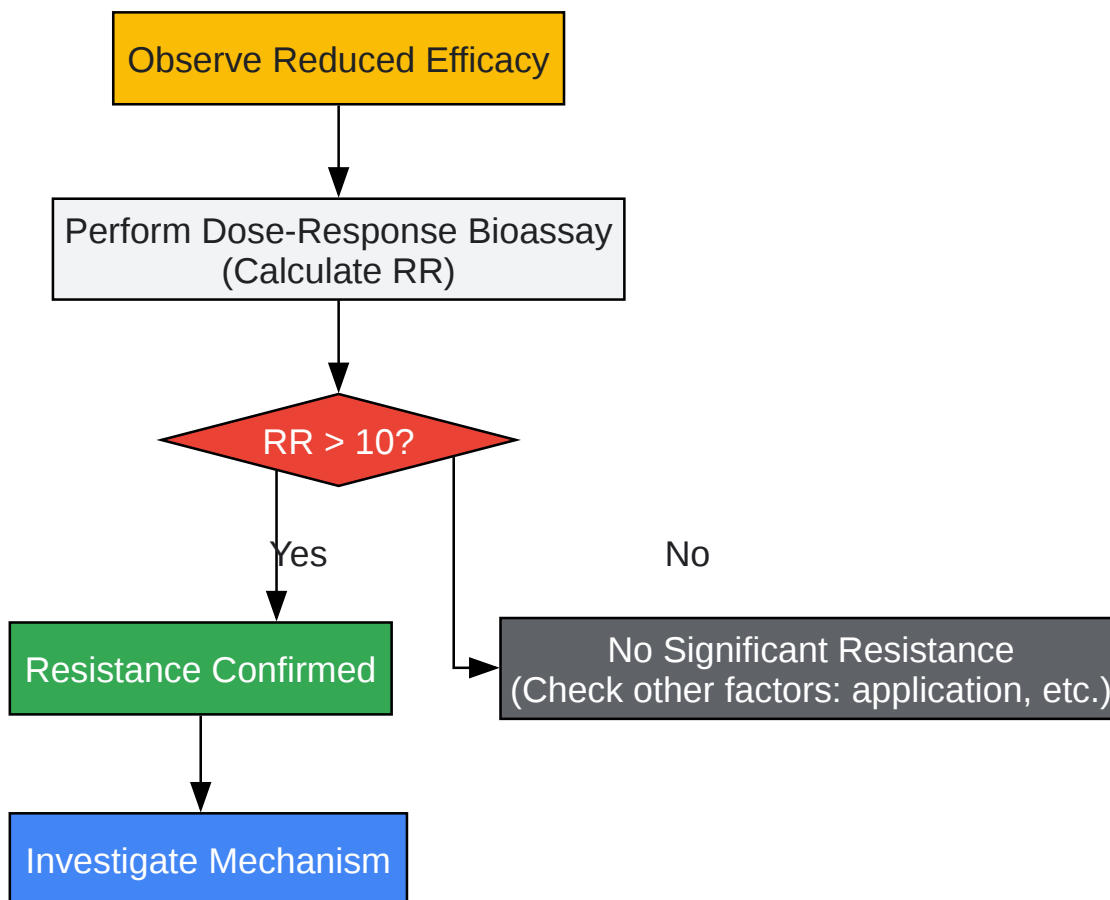 Observe Reduced Efficacy
Perform Dose-Response Bioassay
(Calculate RR)
RR > 10?
Yes
No
Resistance Confirmed
No Significant Resistance
(Check other factors: application, etc.)
Investigate Mechanism